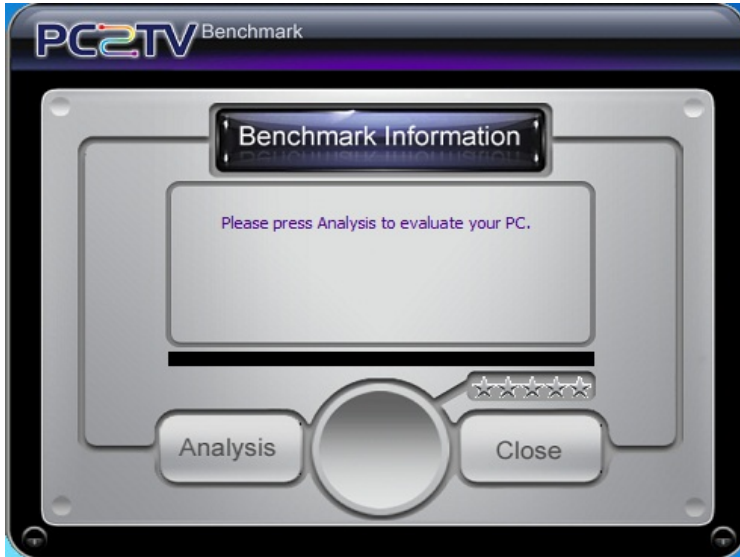 PC2TV Benchmark
Benchmark Information
Please press Analysis to evaluate your PC.
Analysis
Close